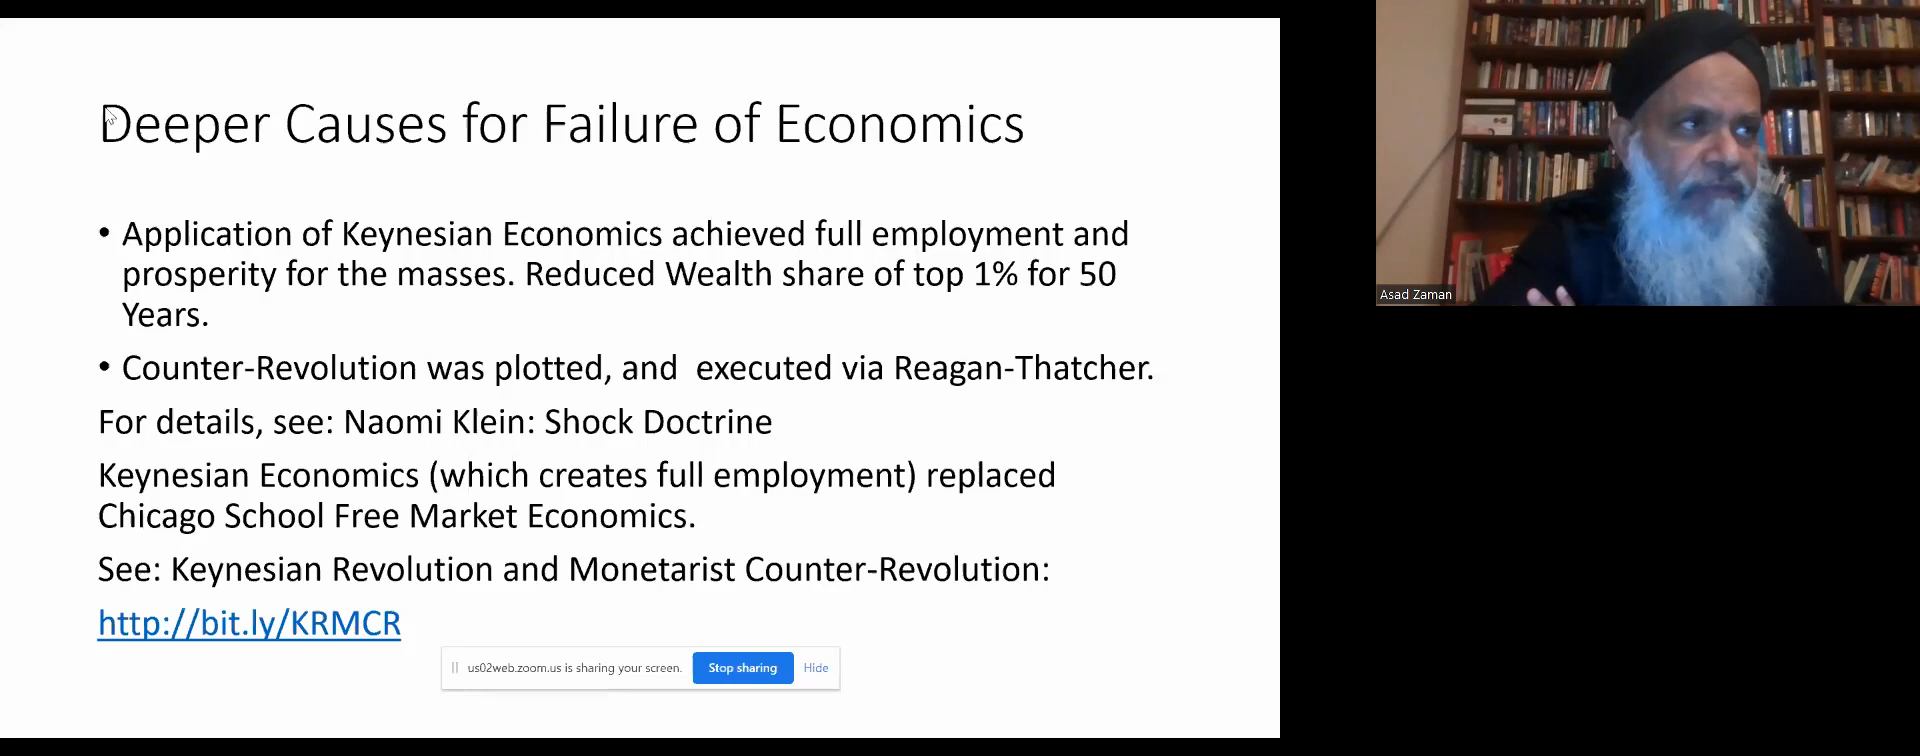 Deeper Causes for Failure of Economics
• Application of Keynesian Economics achieved full employment and
prosperity for the masses. Reduced Wealth share of top 1% for 50
Years.
• Counter-Revolution was plotted, and  executed via Reagan-Thatcher.
For details, see: Naomi Klein: Shock Doctrine
Keynesian Economics (which creates full employment) replaced
Chicago School Free Market Economics.
See: Keynesian Revolution and Monetarist Counter-Revolution:
http://bit.ly/KRMCR
us02web.zoom.us is sharing your screen. Stop sharing Hide
Asad Zaman